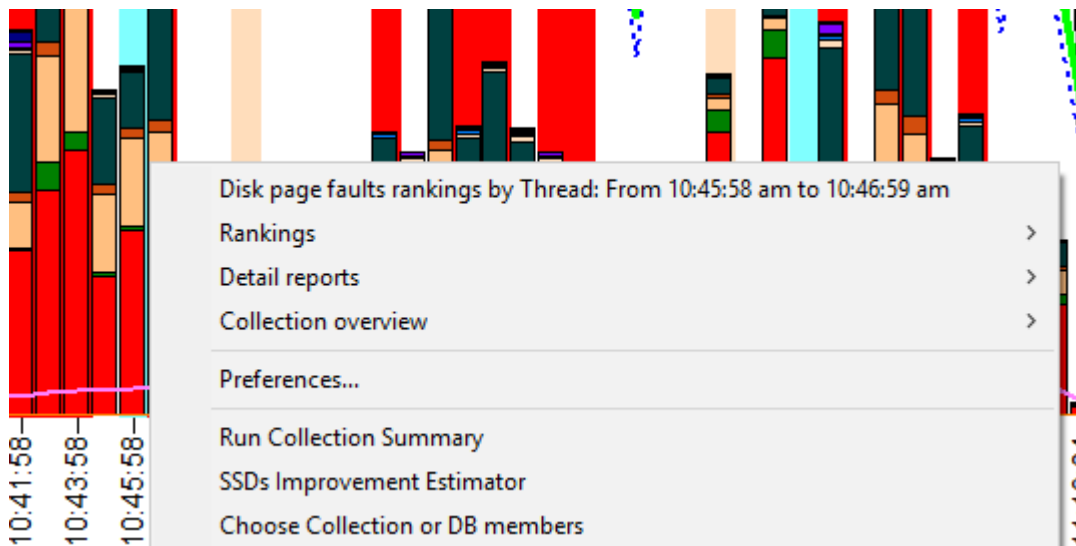 Disk page faults rankings by Thread: From 10:45:58 am to 10:46:59 am
Rankings
Detail reports
Collection overview
Preferences...
Run Collection Summary
SSDs Improvement Estimator
Choose Collection or DB members
10:41:58
10:43:58
10:45:58